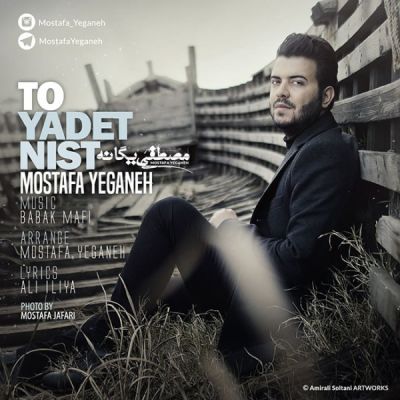 Mostafa_Yeganeh
MostafaYeganeh
TO
YADET
NIST
مصطفی یگانه
MOSTAFA YEGANEH
MOSTAFA YEGANEH
MUSIC
BABAK MAFI
ARRANGE
MOSTAFA YEGANEH
LYRICS
ALI ILIYA
PHOTO BY
MOSTAFA JAFARI
© Amirali Soltani ARTWORKS